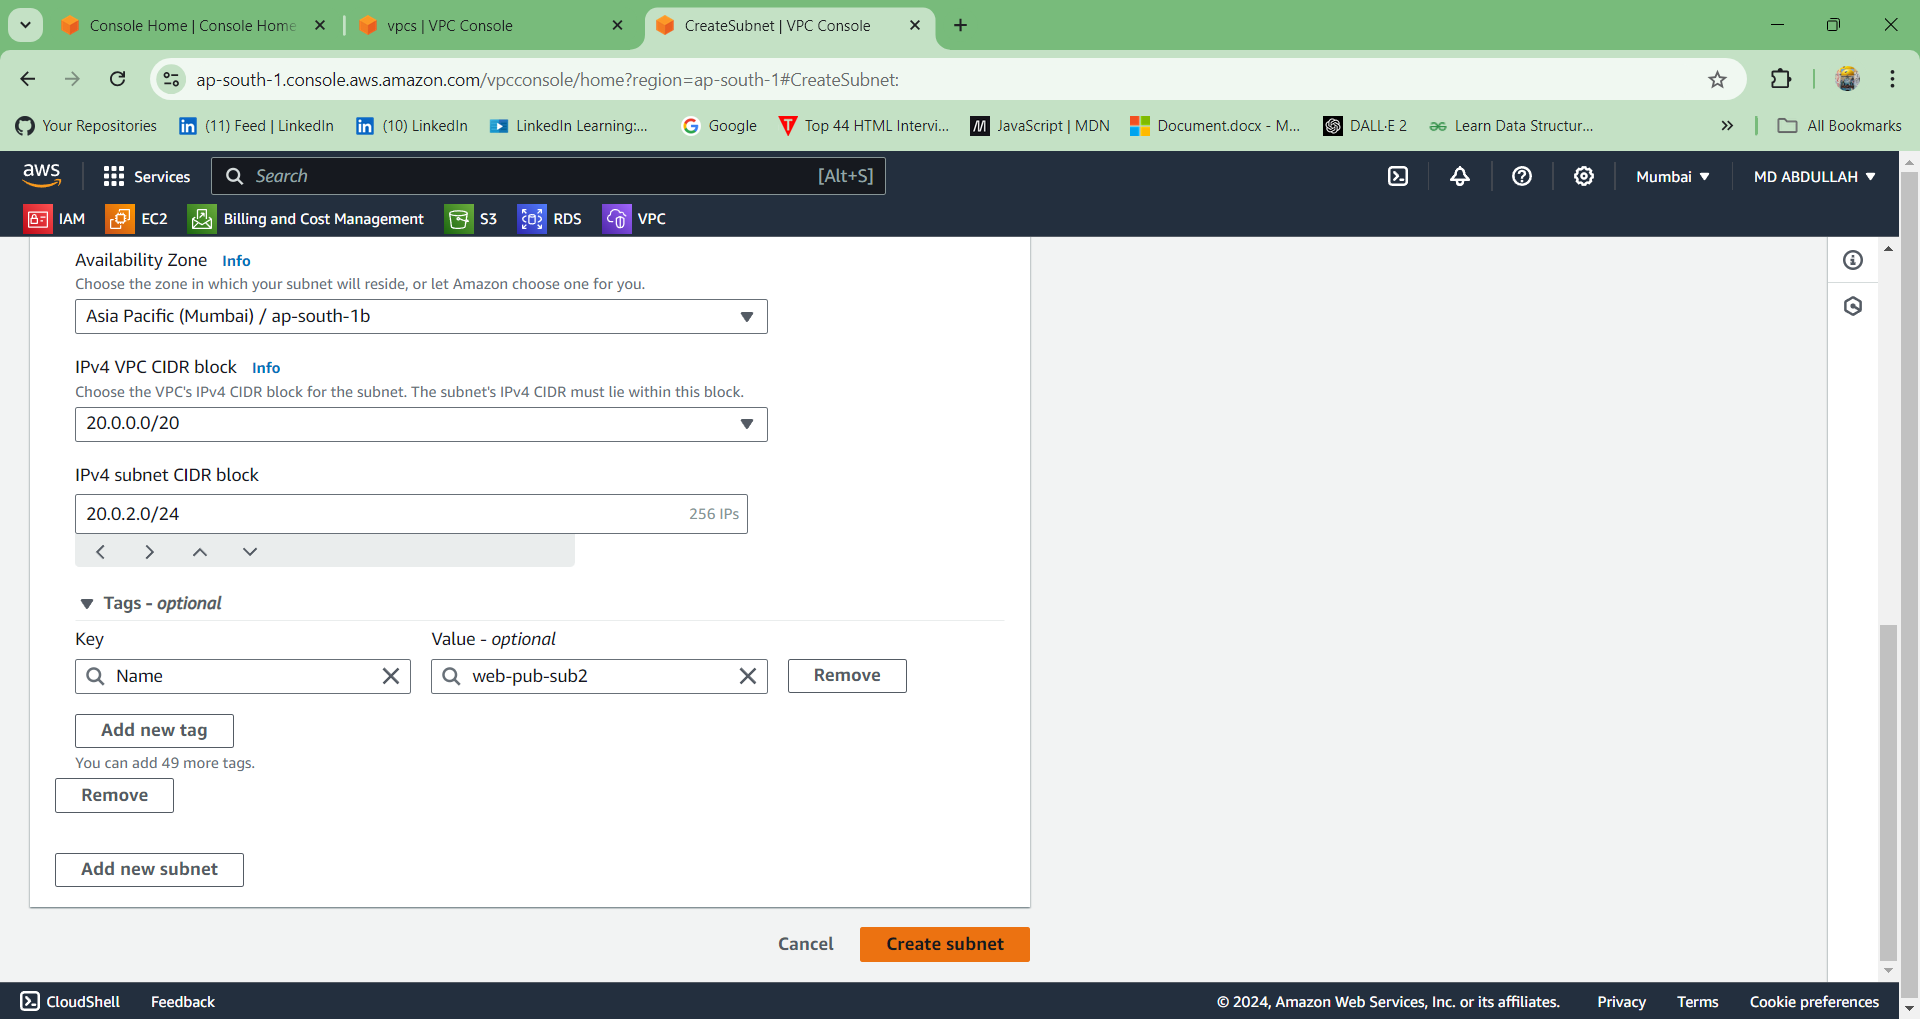 Console Home | Console Home
vpcs | VPC Console
CreateSubnet | VPC Console
ap-south-1.console.aws.amazon.com/vpcconsole/home?region=ap-south-1#CreateSubnet:
Your Repositories
(11) Feed | LinkedIn
(10) LinkedIn
LinkedIn Learning:...
Google
Top 44 HTML Intervi...
JavaScript | MDN
Document.docx - M...
DALL·E 2
Learn Data Structur...
All Bookmarks
aws
Services
Search
[Alt+S]
Mumbai
MD ABDULLAH
IAM
EC2
Billing and Cost Management
S3
RDS
VPC
Availability Zone Info
Choose the zone in which your subnet will reside, or let Amazon choose one for you.
Asia Pacific (Mumbai) / ap-south-1b
IPv4 VPC CIDR block Info
Choose the VPC's IPv4 CIDR block for the subnet. The subnet's IPv4 CIDR must lie within this block.
20.0.0.0/20
IPv4 subnet CIDR block
20.0.2.0/24 256 IPs
Tags - optional
Key Value - optional
Name web-pub-sub2 Remove
Add new tag
You can add 49 more tags.
Remove
Add new subnet
Cancel Create subnet
CloudShell Feedback © 2024, Amazon Web Services, Inc. or its affiliates. Privacy Terms Cookie preferences